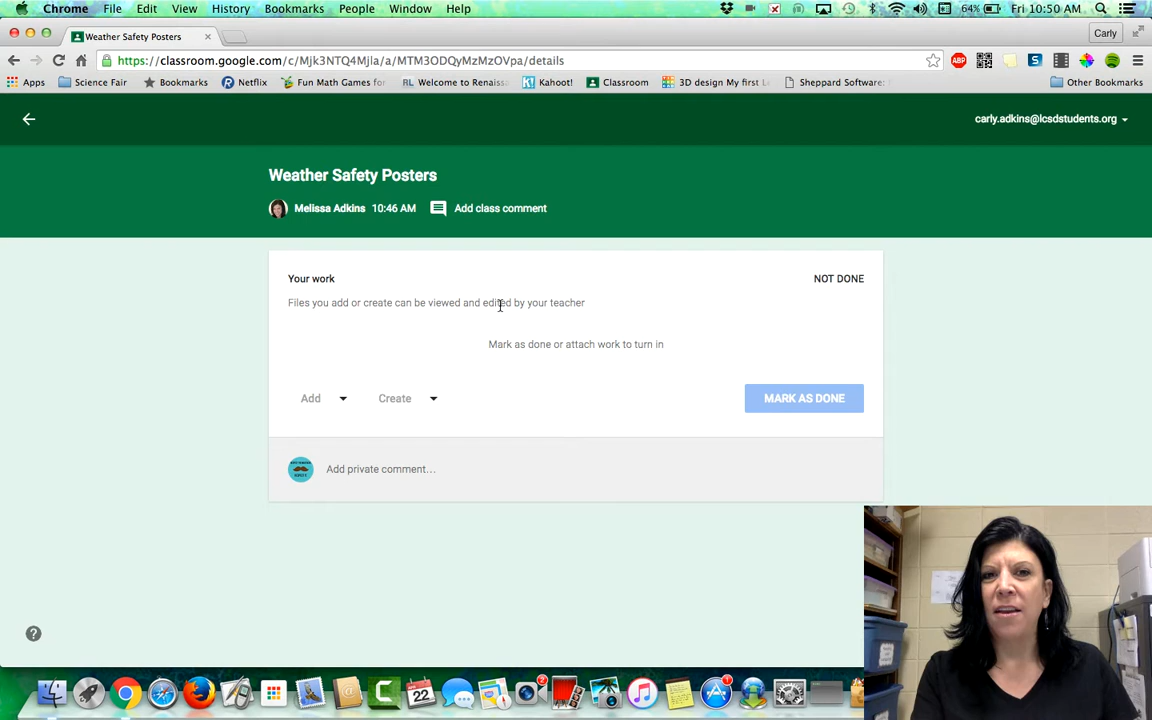 Chrome File Edit View History Bookmarks People Window Help 64% Fri 10:50 AM
Weather Safety Posters Carly
https://classroom.google.com/c/Mjk3NTQ4Mjla/a/MTM3ODQyMzMzOVpa/details
Apps Science Fair Bookmarks Netflix Fun Math Games for RL Welcome to Renaiss Kahoot! Classroom 3D design My first Le Sheppard Software: Other Bookmarks
carly.adkins@lcsdstudents.org
Weather Safety Posters
Melissa Adkins 10:46 AM Add class comment
Your work NOT DONE
Files you add or create can be viewed and edited by your teacher
Mark as done or attach work to turn in
Add Create MARK AS DONE
Add private comment…
?